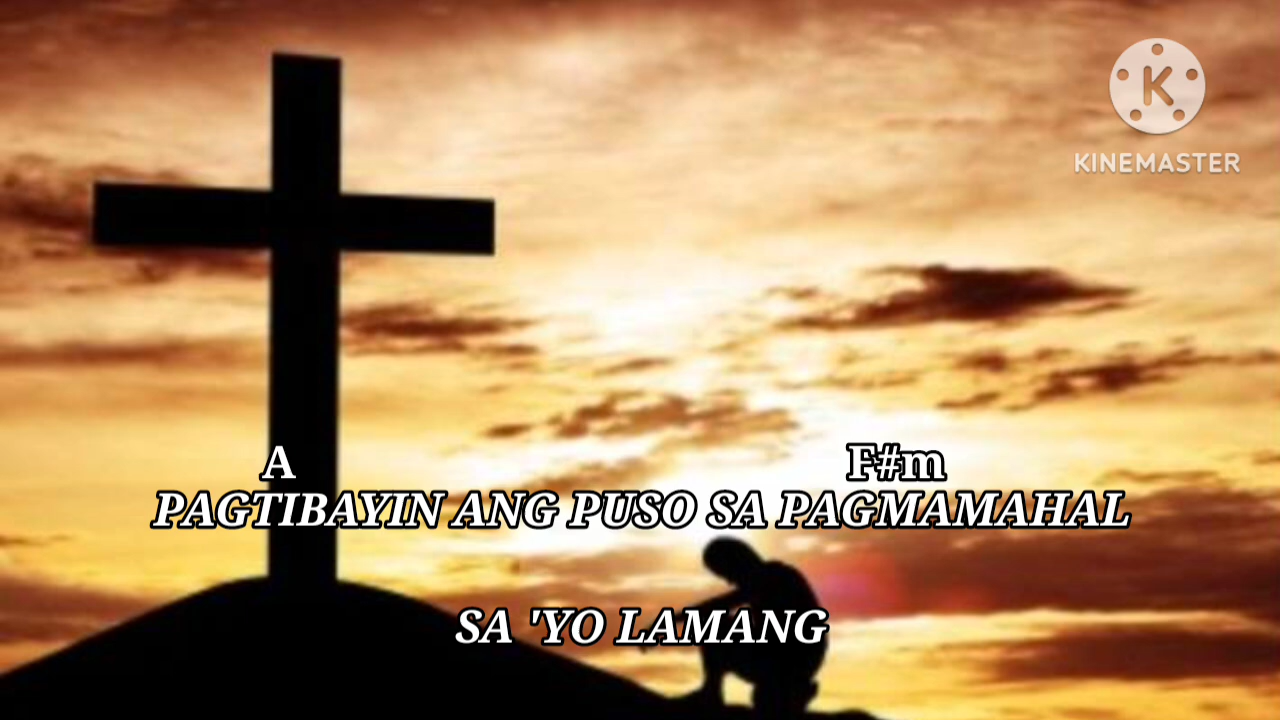 K
KINEMASTER
A F#m
PAGTIBAYIN ANG PUSO SA PAGMAMAHAL
SA 'YO LAMANG